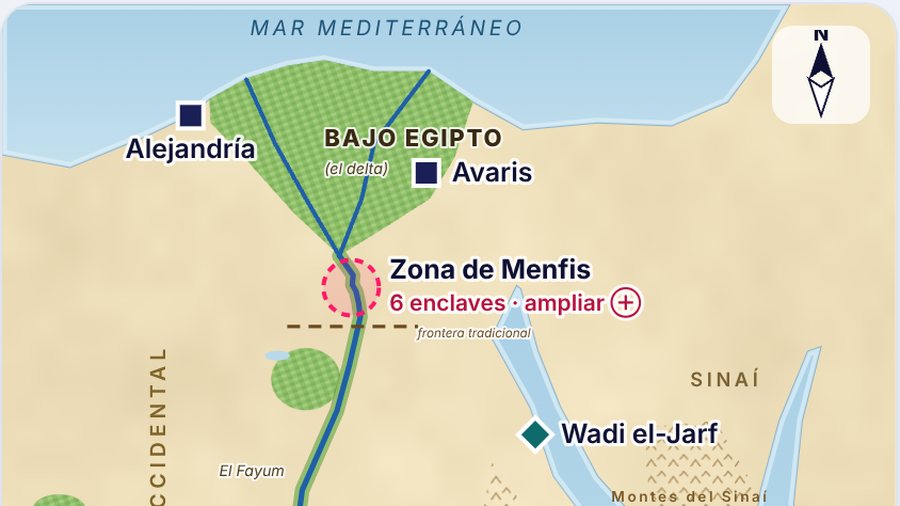 MAR MEDITERRÁNEO
N
Alejandría
BAJO EGIPTO
(el delta)
Avaris
Zona de Menfis
6 enclaves · ampliar +
frontera tradicional
SINAÍ
Wadi el-Jarf
El Fayum
Montes del Sinaí